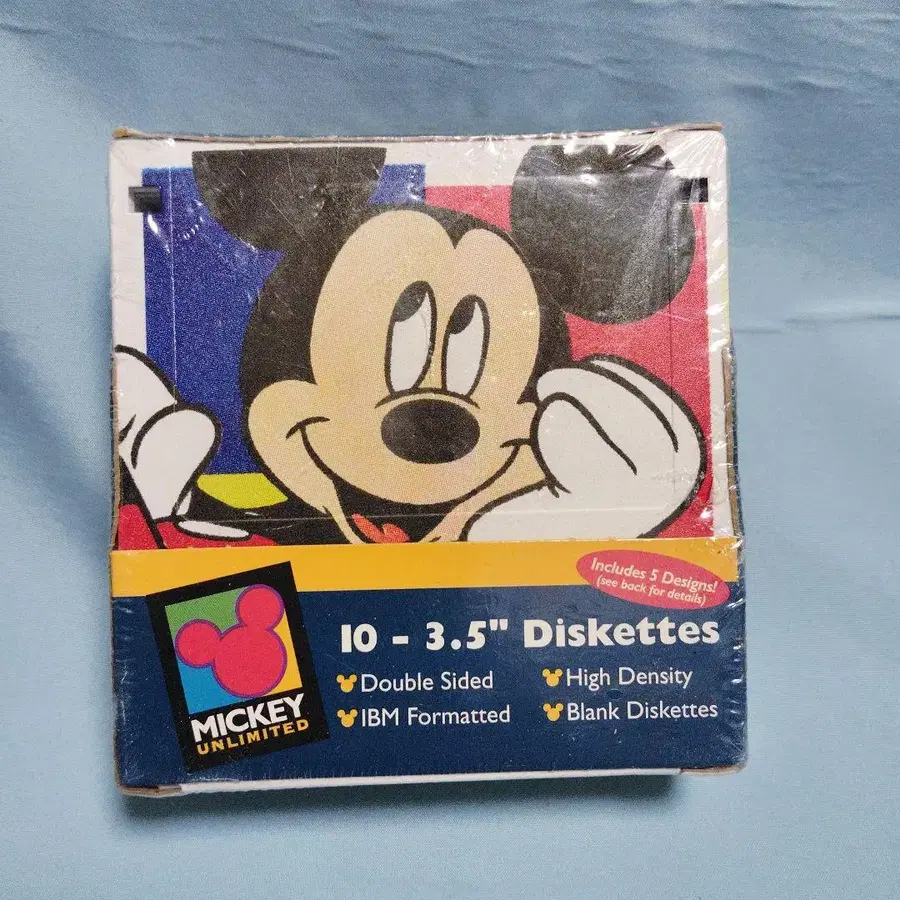 Includes 5 Designs!
(see back for details)
10 - 3.5" Diskettes
Double Sided
High Density
IBM Formatted
Blank Diskettes
MICKEY
UNLIMITED